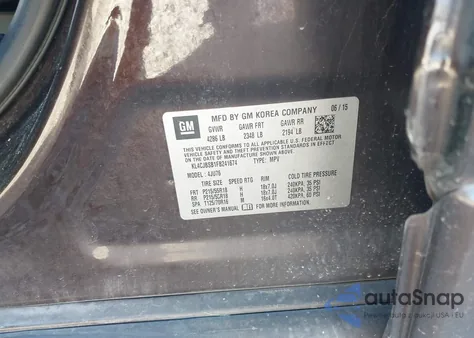 GM
MFD BY GM KOREA COMPANY 06 / 15
GVWR GAWR FRT GAWR RR
4286 LB 2348 LB 2194 LB
THIS VEHICLE CONFORMS TO ALL APPLICABLE U.S. FEDERAL MOTOR
VEHICLE SAFETY, BUMPER, AND THEFT PREVENTION STANDARDS IN
EFFECT ON THE DATE OF MANUFACTURE SHOWN ABOVE.
TYPE: MPV
MODEL: 4JU76
TIRE SIZE SPEED RTG RIM COLD TIRE PRESSURE
FRT P215/55R18 H 18x7.0J 240KPA, 35 PSI
RR P215/55R18 H 18x7.0J 240KPA, 35 PSI
SPA T125/70R16 M 16x4.0T 420KPA, 60 PSI
SEE OWNER'S MANUAL FOR MORE INFORMATION.
autaSnap